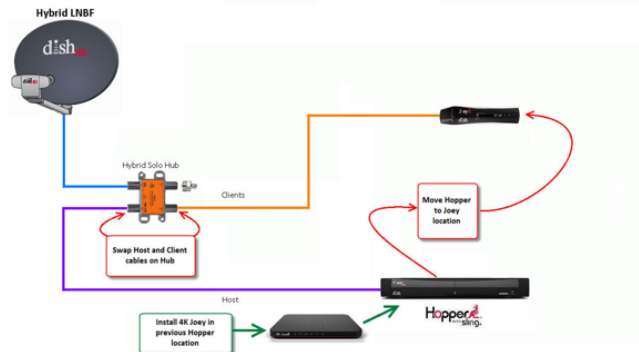 Hybrid LNBF
dish
Hybrid Solo Hub
Clients
Move Hopper
to Joey
location
Swap Host and Client
cables on Hub
Host
Hopper
sling.
Install 4K Joey in
previous Hopper
location